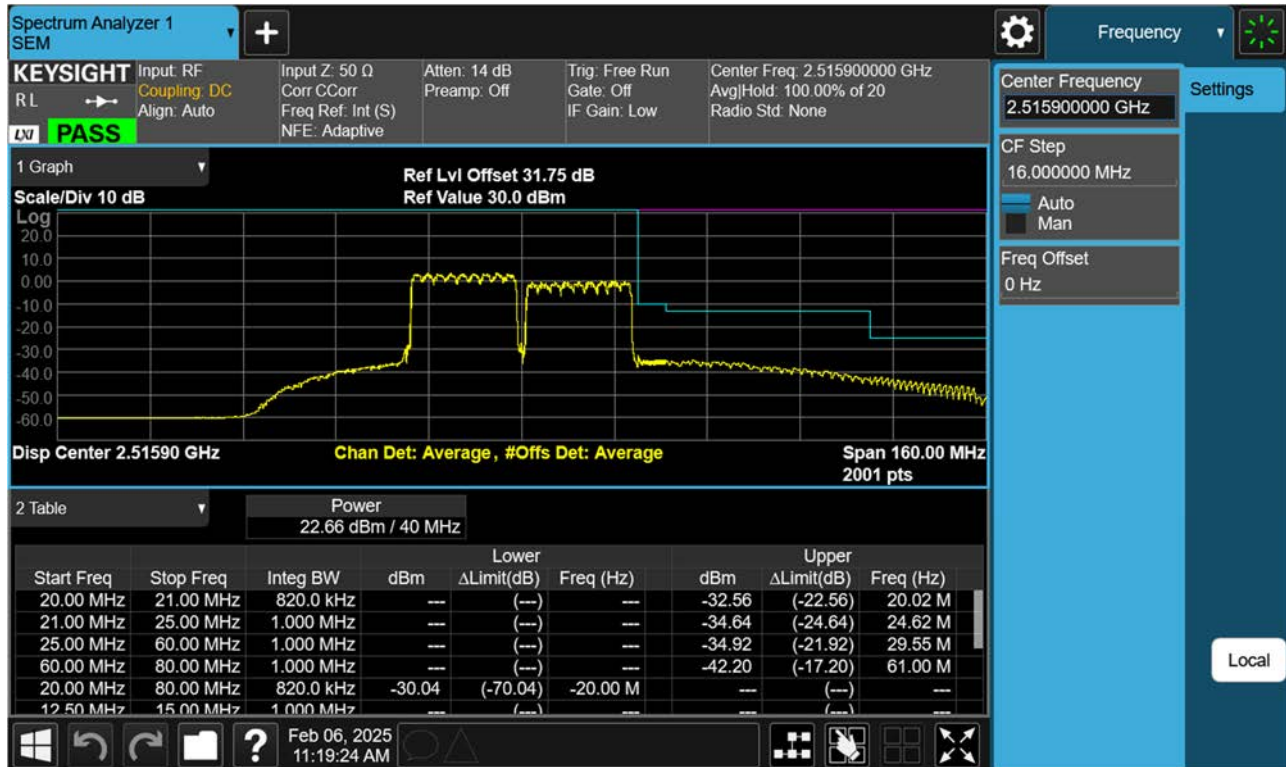 Spectrum Analyzer 1
SEM
Frequency
KEYSIGHT
RL
LXI
PASS
Input: RF
Coupling: DC
Align: Auto
Input Z: 50 Ω
Corr CCorr
Freq Ref: Int (S)
NFE: Adaptive
Atten: 14 dB
Preamp: Off
Trig: Free Run
Gate: Off
IF Gain: Low
Center Freq: 2.515900000 GHz
Avg|Hold: 100.00% of 20
Radio Std: None
Center Frequency
2.515900000 GHz
Settings
CF Step
16.000000 MHz
Auto
Man
Freq Offset
0 Hz
Local
1 Graph
Scale/Div 10 dB
Ref Lvl Offset 31.75 dB
Ref Value 30.0 dBm
Log
20.0
10.0
0.00
-10.0
-20.0
-30.0
-40.0
-50.0
-60.0
Disp Center 2.51590 GHz
Chan Det: Average, #Offs Det: Average
Span 160.00 MHz
2001 pts
2 Table
Power
22.66 dBm / 40 MHz
Lower Upper
Start Freq Stop Freq Integ BW dBm ΔLimit(dB) Freq (Hz) dBm ΔLimit(dB) Freq (Hz)
20.00 MHz 21.00 MHz 820.0 kHz --- (---) --- -32.56 (-22.56) 20.02 M
21.00 MHz 25.00 MHz 1.000 MHz --- (---) --- -34.64 (-24.64) 24.62 M
25.00 MHz 60.00 MHz 1.000 MHz --- (---) --- -34.92 (-21.92) 29.55 M
60.00 MHz 80.00 MHz 1.000 MHz --- (---) --- -42.20 (-17.20) 61.00 M
20.00 MHz 80.00 MHz 820.0 kHz -30.04 (-70.04) -20.00 M --- (---) ---
12.50 MHz 15.00 MHz 1.000 MHz --- (---) --- --- (---) ---
?
Feb 06, 2025
11:19:24 AM